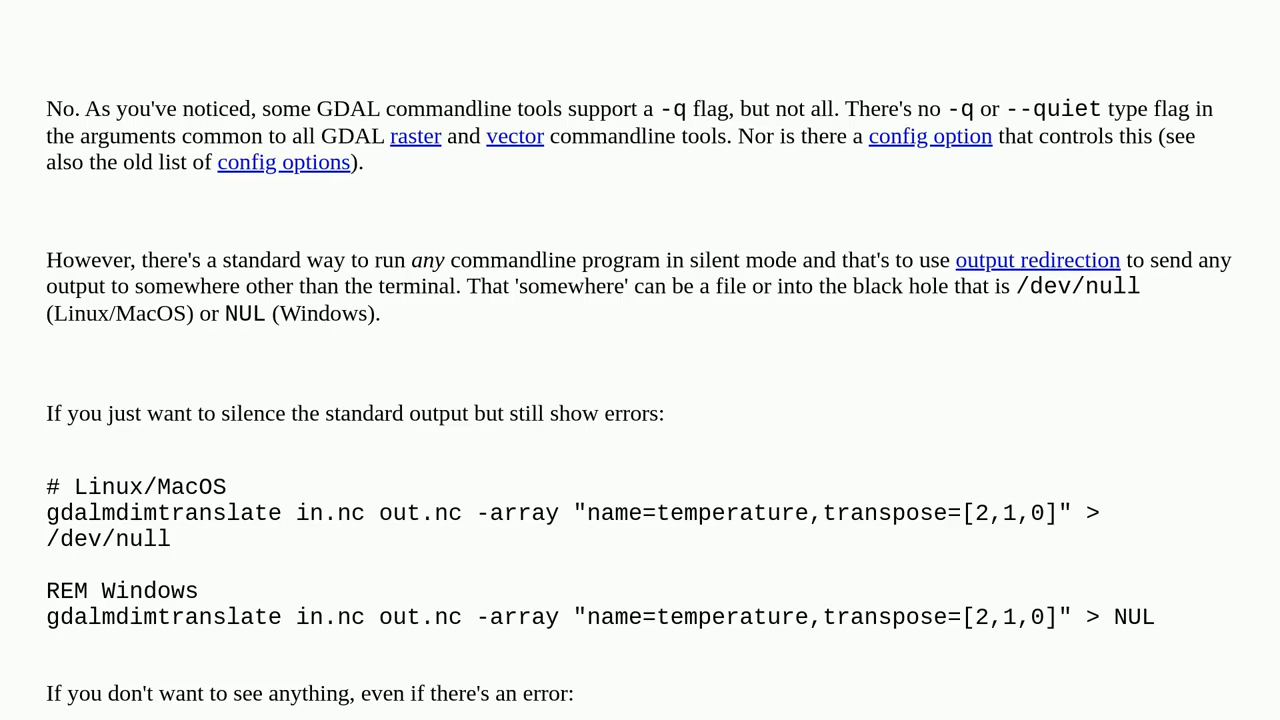 No. As you've noticed, some GDAL commandline tools support a -q flag, but not all. There's no -q or --quiet type flag in
the arguments common to all GDAL raster and vector commandline tools. Nor is there a config option that controls this (see
also the old list of config options).
However, there's a standard way to run any commandline program in silent mode and that's to use output redirection to send any
output to somewhere other than the terminal. That 'somewhere' can be a file or into the black hole that is /dev/null
(Linux/MacOS) or NUL (Windows).
If you just want to silence the standard output but still show errors:
# Linux/MacOS
gdalmdimtranslate in.nc out.nc -array "name=temperature,transpose=[2,1,0]" >
/dev/null
REM Windows
gdalmdimtranslate in.nc out.nc -array "name=temperature,transpose=[2,1,0]" > NUL
If you don't want to see anything, even if there's an error: